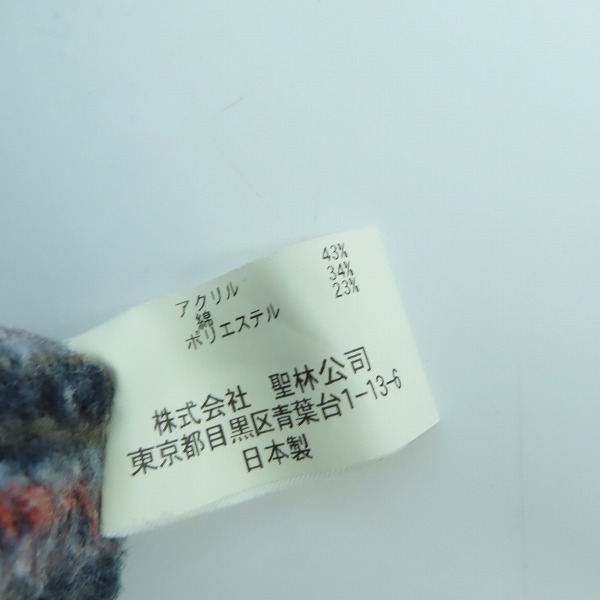 アクリル 43%
綿 34%
ポリエステル 23%
株式会社 聖林公司
東京都目黒区青葉台1-13-6
日本製